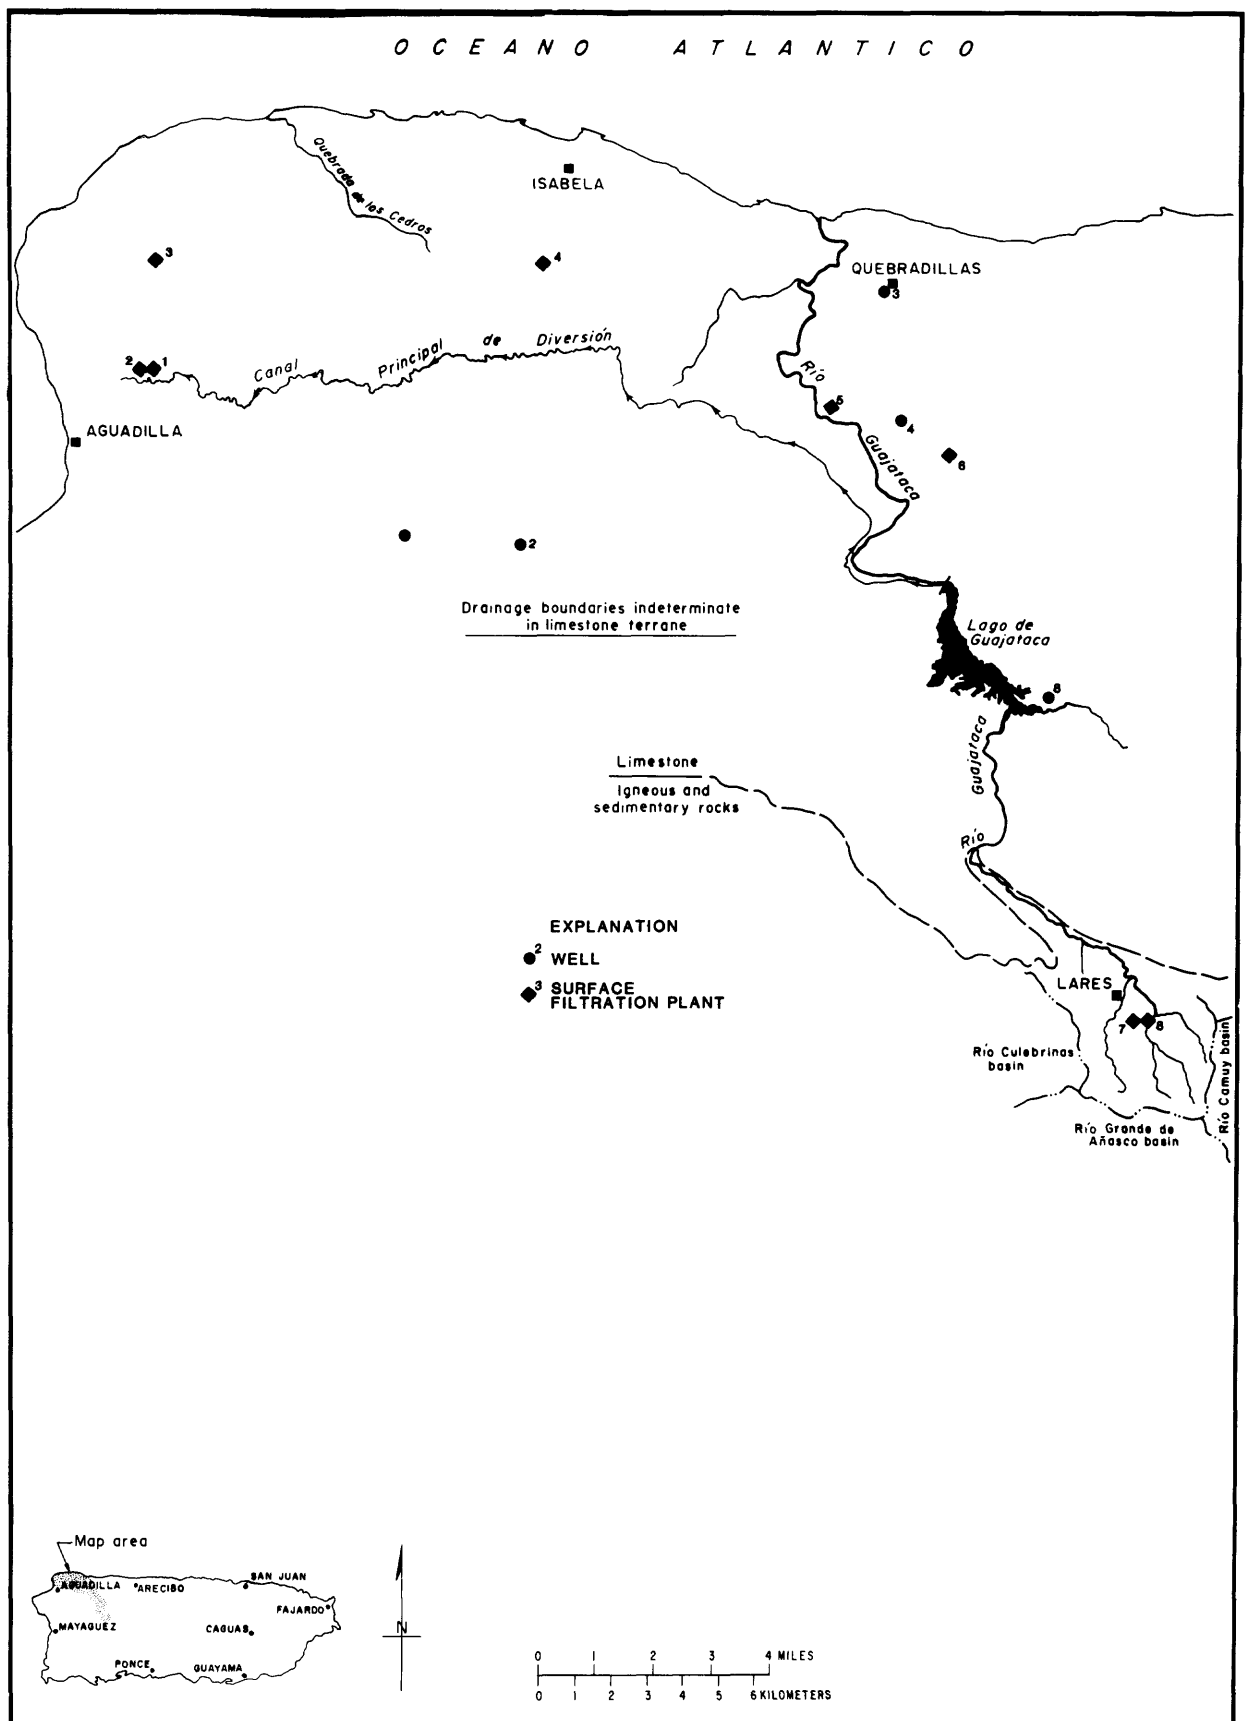 OCEANO ATLANTICO
Quebrada de los Cedros
ISABELA
3
4
QUEBRADILLAS
3
2 1
Canal Principal de Diversión
Río Guajataca
5
4
6
AGUADILLA
2
Drainage boundaries indeterminate
in limestone terrane
Lago de
Guajataca
Limestone
Igneous and
sedimentary rocks
Río Guajataca
EXPLANATION
2 WELL
3 SURFACE
FILTRATION PLANT
LARES
7
Río Culebrinas
basin
Río Camuy basin
Río Grande de
Añasco basin
Map area
AGUADILLA
ARECIBO
SAN JUAN
FAJARDO
MAYAGUEZ
CAGUAS
PONCE
GUAYAMA
N
0 1 2 3 4 MILES
0 1 2 3 4 5 6 KILOMETERS